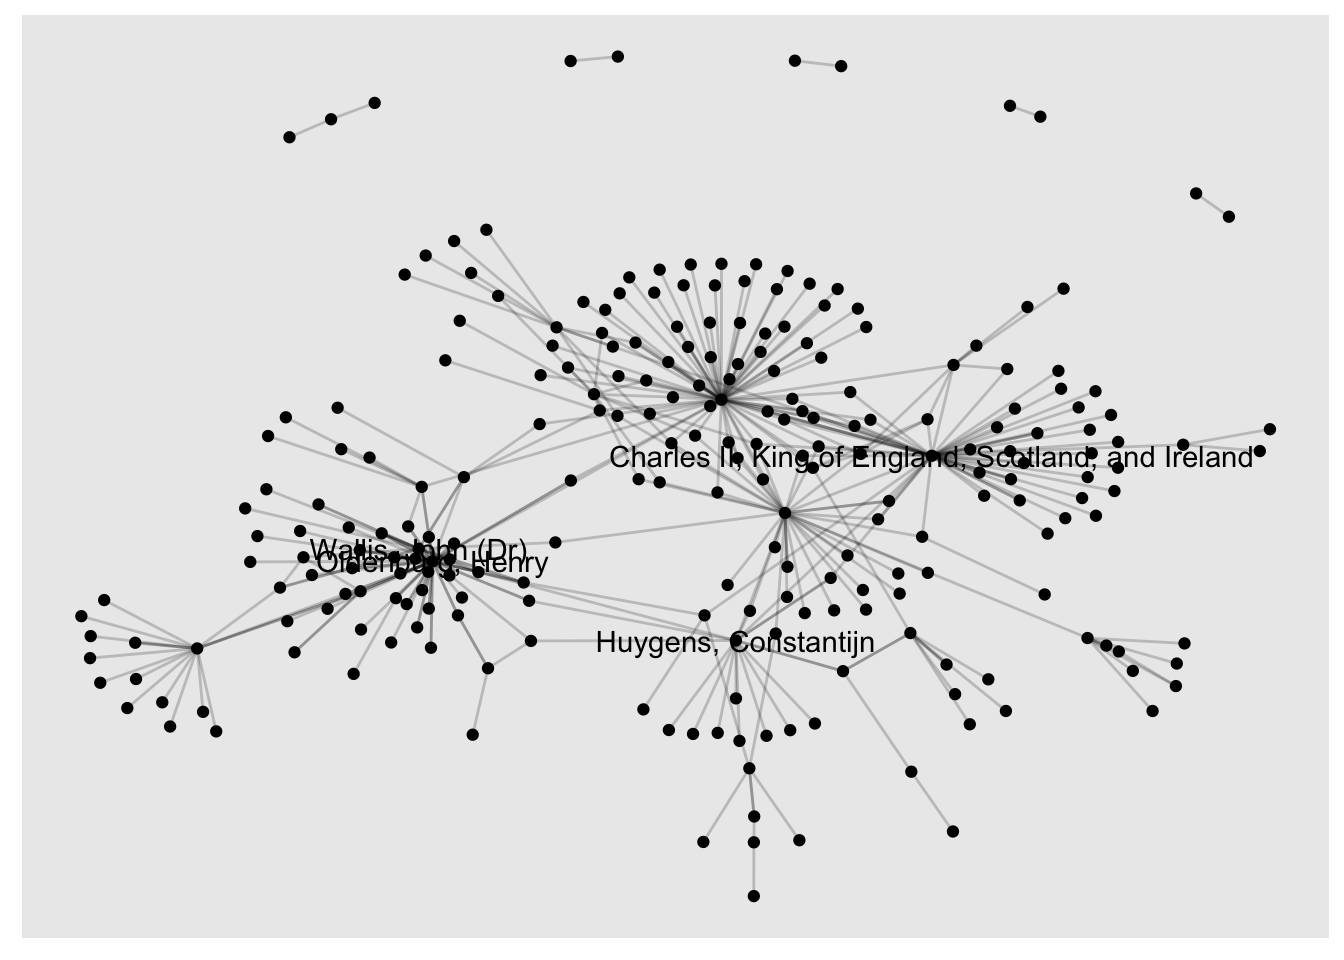 Charles II, King of England, Scotland, and Ireland
Wallis, John (Dr)
Oldenburg, Henry
Huygens, Constantijn